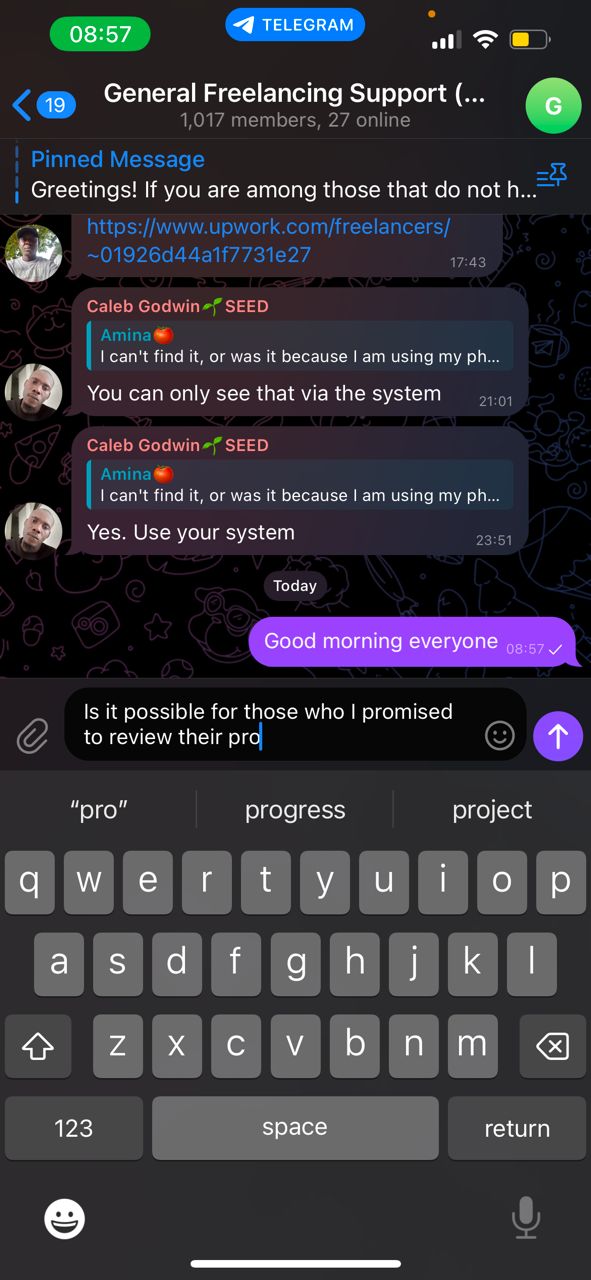 08:57
TELEGRAM
19
General Freelancing Support (...
1,017 members, 27 online
G
Pinned Message
Greetings! If you are among those that do not h...
https://www.upwork.com/freelancers/
~01926d44a1f7731e27
17:43
Caleb Godwin🌱SEED
Amina🍅
I can't find it, or was it because I am using my ph...
You can only see that via the system
21:01
Caleb Godwin🌱SEED
Amina🍅
I can't find it, or was it because I am using my ph...
Yes. Use your system
23:51
Today
Good morning everyone 08:57
Is it possible for those who I promised
to review their pro
“pro” progress project
q w e r t y u i o p
a s d f g h j k l
z x c v b n m
123 space return